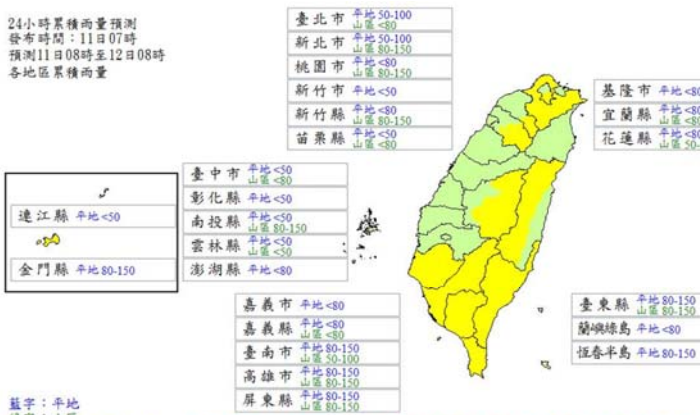 24小時累積雨量預測
發布時間：11日07時
預測11日08時至12日08時
各地區累積雨量
臺北市 平地50-100 山區<80
新北市 平地50-100 山區80-150
桃園市 平地<80 山區80-150
新竹市 平地<50
新竹縣 平地<80 山區80-150
苗栗縣 平地<50 山區<80
基隆市 平地<80
宜蘭縣 平地<80 山區<80
花蓮縣 平地<80 山區50-
臺中市 平地<50 山區<80
彰化縣 平地<50
南投縣 平地<50 山區80-150
雲林縣 平地<50 山區<50
澎湖縣 平地<80
連江縣 平地<50
金門縣 平地80-150
嘉義市 平地<80
嘉義縣 平地<80 山區<80
臺南市 平地80-150 山區50-100
高雄市 平地80-150 山區80-150
屏東縣 平地80-150 山區80-150
臺東縣 平地80-150 山區80-150
蘭嶼綠島 平地<80
恆春半島 平地80-150
藍字：平地